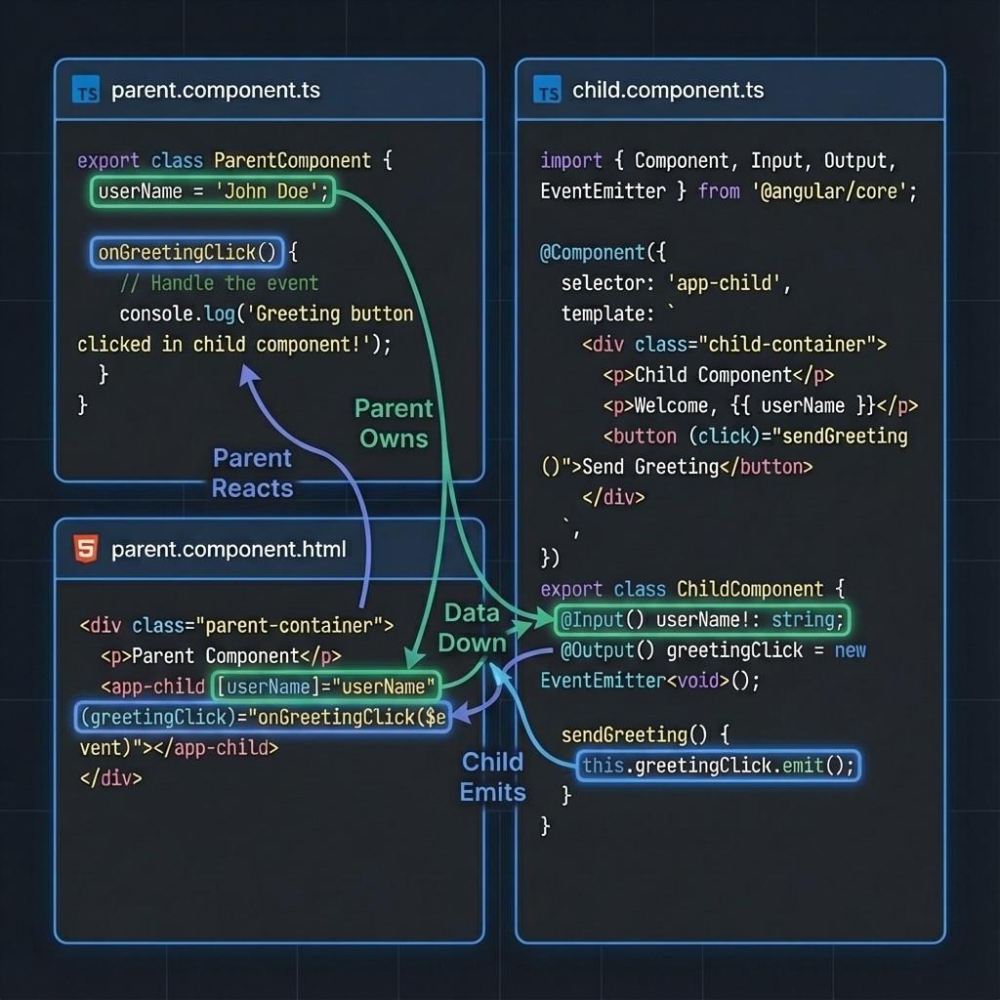 TS parent.component.ts
export class ParentComponent {
userName = 'John Doe';
onGreetingClick() {
// Handle the event
console.log('Greeting button
clicked in child component!');
}
}
Parent
Owns
Parent
Reacts
5 parent.component.html
<div class="parent-container">
<p>Parent Component</p>
<app-child [userName]="userName"
(greetingClick)="onGreetingClick($e
vent)"></app-child>
</div>
Data
Down
Child
Emits
TS child.component.ts
import { Component, Input, Output,
EventEmitter } from '@angular/core';
@Component({
selector: 'app-child',
template: `
<div class="child-container">
<p>Child Component</p>
<p>Welcome, {{ userName }}</p>
<button (click)="sendGreeting
()">Send Greeting</button>
</div>
`,
})
export class ChildComponent {
@Input() userName!: string;
@Output() greetingClick = new
EventEmitter<void>();
sendGreeting() {
this.greetingClick.emit();
}
}